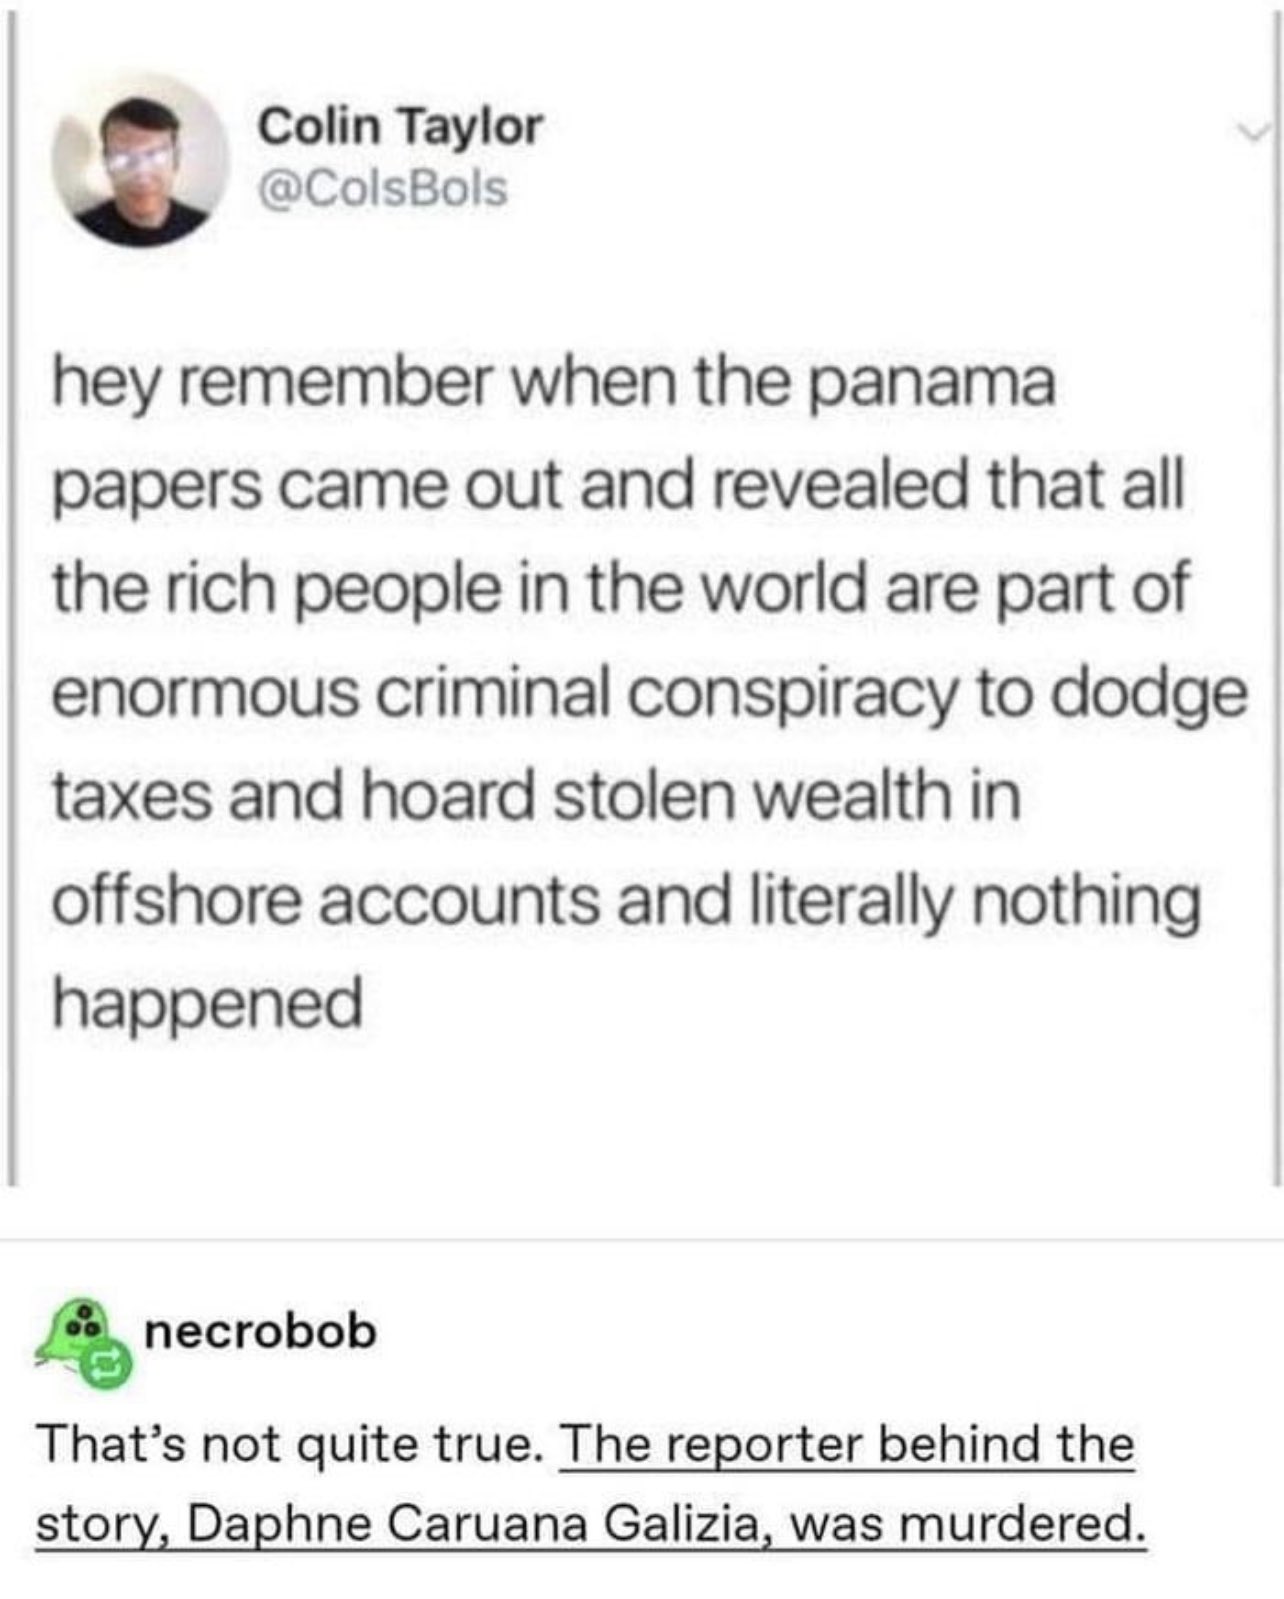 Colin Taylor
@ColsBols
hey remember when the panama
papers came out and revealed that all
the rich people in the world are part of
enormous criminal conspiracy to dodge
taxes and hoard stolen wealth in
offshore accounts and literally nothing
happened
necrobob
That's not quite true. The reporter behind the
story, Daphne Caruana Galizia, was murdered.